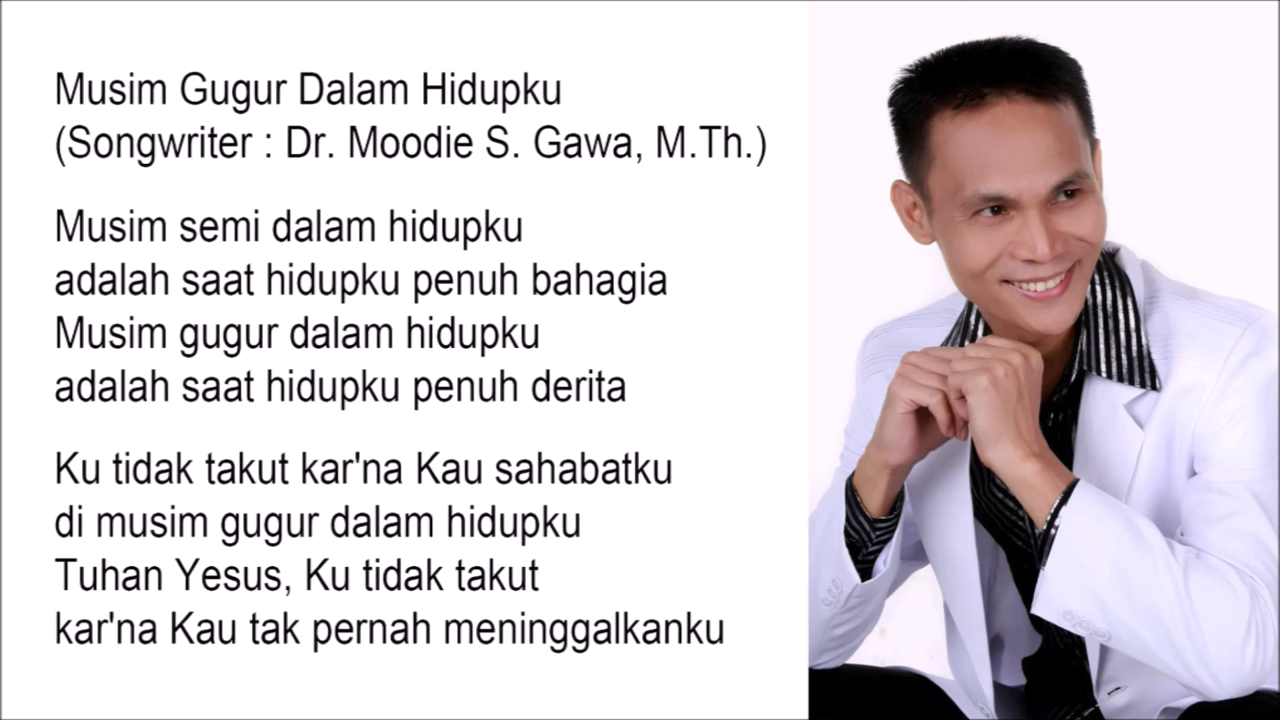 Musim Gugur Dalam Hidupku
(Songwriter : Dr. Moodie S. Gawa, M.Th.)
Musim semi dalam hidupku
adalah saat hidupku penuh bahagia
Musim gugur dalam hidupku
adalah saat hidupku penuh derita
Ku tidak takut kar'na Kau sahabatku
di musim gugur dalam hidupku
Tuhan Yesus, Ku tidak takut
kar'na Kau tak pernah meninggalkanku